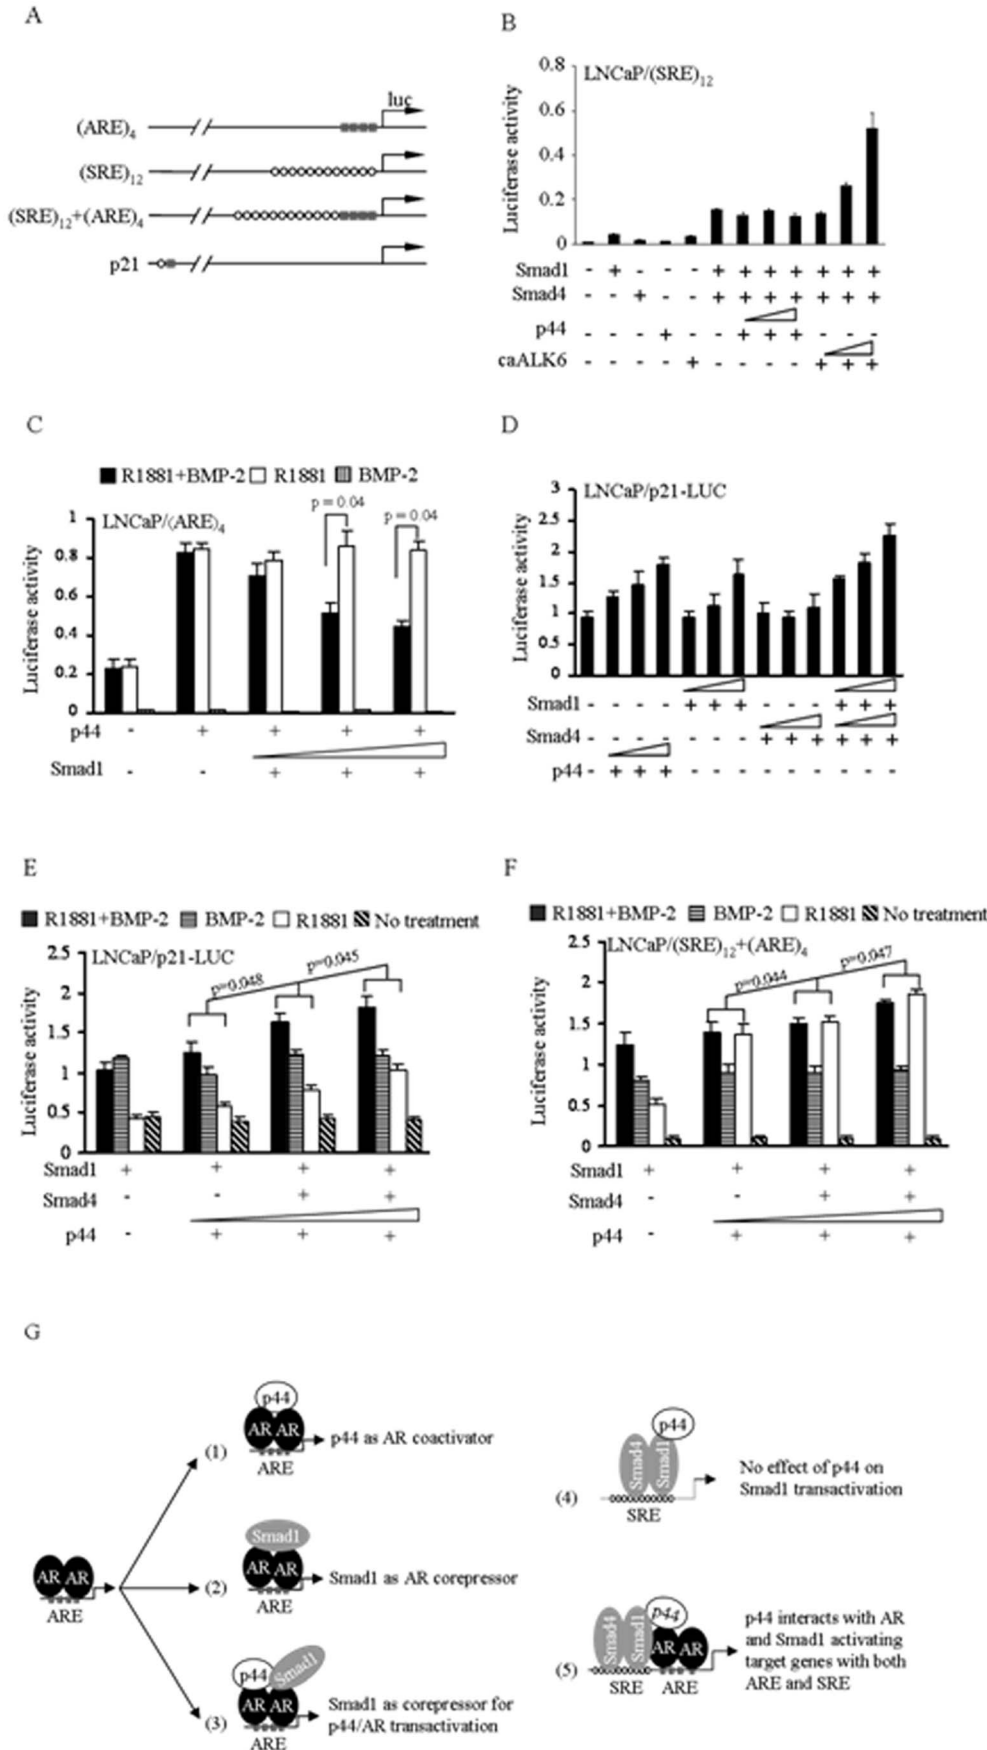 A
luc
(ARE)4
(SRE)12
(SRE)12+(ARE)4
p21
B
LNCaP/(SRE)12
Luciferase activity
0.8
0.6
0.4
0.2
0
Smad1 - + - - - + + + + + + +
Smad4 - - + - - + + + + + + +
p44 - - - + - - + + + - - -
caALK6 - - - - + - - - - + + +
C
R1881+BMP-2 R1881 BMP-2
LNCaP/(ARE)4
p = 0.04
p = 0.04
Luciferase activity
1
0.8
0.6
0.4
0.2
0
p44 - + + + +
Smad1 - - + + +
D
LNCaP/p21-LUC
Luciferase activity
3
2.5
2
1.5
1
0.5
0
Smad1 - - - - + + + - - - + + +
Smad4 - - - - - - - + + + + + +
p44 - + + + - - - - - - - - -
E
R1881+BMP-2 BMP-2 R1881 No treatment
LNCaP/p21-LUC
p=0.048
p=0.045
Luciferase activity
2.5
2
1.5
1
0.5
0
Smad1 + + + +
Smad4 - - + +
p44 - + + +
F
R1881+BMP-2 BMP-2 R1881 No treatment
LNCaP/(SRE)12+(ARE)4
p=0.044
p=0.047
Luciferase activity
2.5
2
1.5
1
0.5
0
Smad1 + + + +
Smad4 - - + +
p44 - + + +
G
AR AR
ARE
(1)
p44
AR AR
ARE
p44 as AR coactivator
(2)
Smad1
AR AR
ARE
Smad1 as AR corepressor
(3)
p44 Smad1
AR AR
ARE
Smad1 as corepressor for
p44/AR transactivation
(4)
p44
Smad4 Smad1
SRE
No effect of p44 on
Smad1 transactivation
(5)
Smad4 Smad1 p44
AR AR
SRE ARE
p44 interacts with AR
and Smad1 activating
target genes with both
ARE and SRE